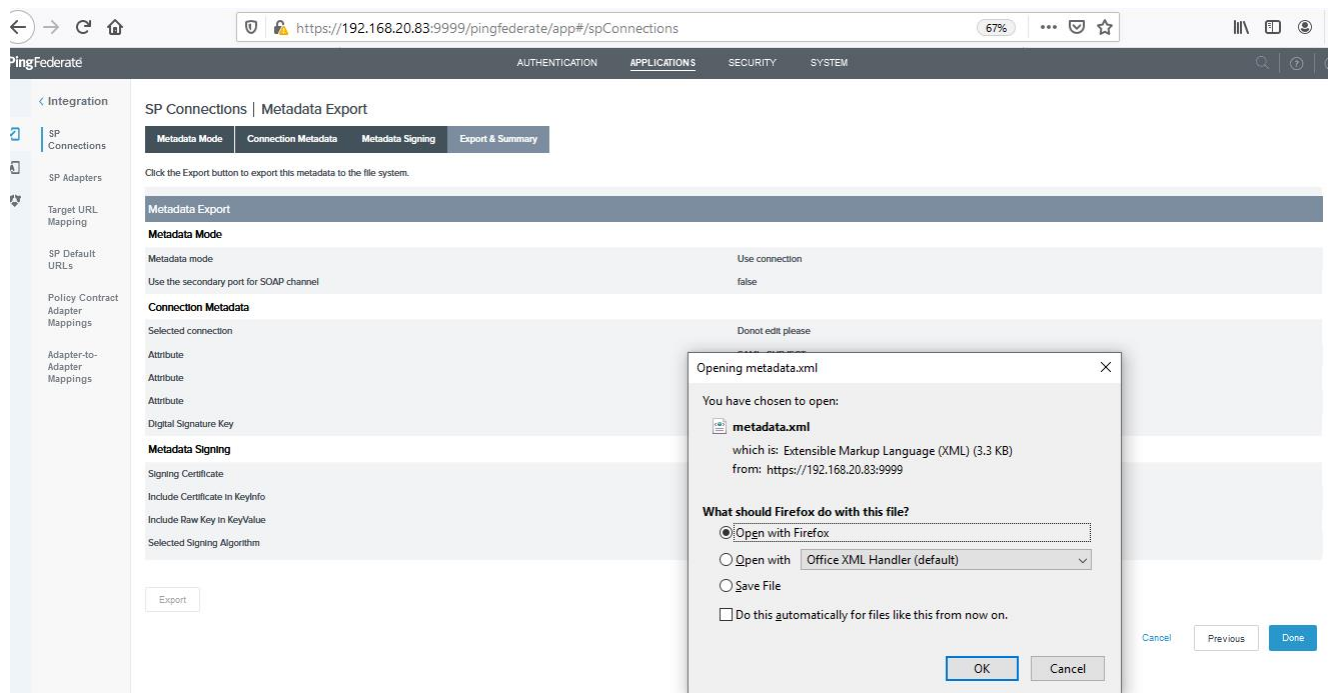 https://192.168.20.83:9999/pingfederate/app#/spConnections
67%
PingFederate
AUTHENTICATION
APPLICATIONS
SECURITY
SYSTEM
Integration
SP
Connections
SP Adapters
Target URL
Mapping
SP Default
URLs
Policy Contract
Adapter
Mappings
Adapter-to-
Adapter
Mappings
SP Connections | Metadata Export
Metadata Mode
Connection Metadata
Metadata Signing
Export & Summary
Click the Export button to export this metadata to the file system.
Metadata Export
Metadata Mode
Metadata mode Use connection
Use the secondary port for SOAP channel false
Connection Metadata
Selected connection Donot edit please
Attribute
Attribute
Attribute
Digital Signature Key
Metadata Signing
Signing Certificate
Include Certificate in KeyInfo
Include Raw Key in KeyValue
Selected Signing Algorithm
Export
Opening metadata.xml
You have chosen to open:
metadata.xml
which is: Extensible Markup Language (XML) (3.3 KB)
from: https://192.168.20.83:9999
What should Firefox do with this file?
Open with Firefox
Open with Office XML Handler (default)
Save File
Do this automatically for files like this from now on.
OK
Cancel
Cancel
Previous
Done